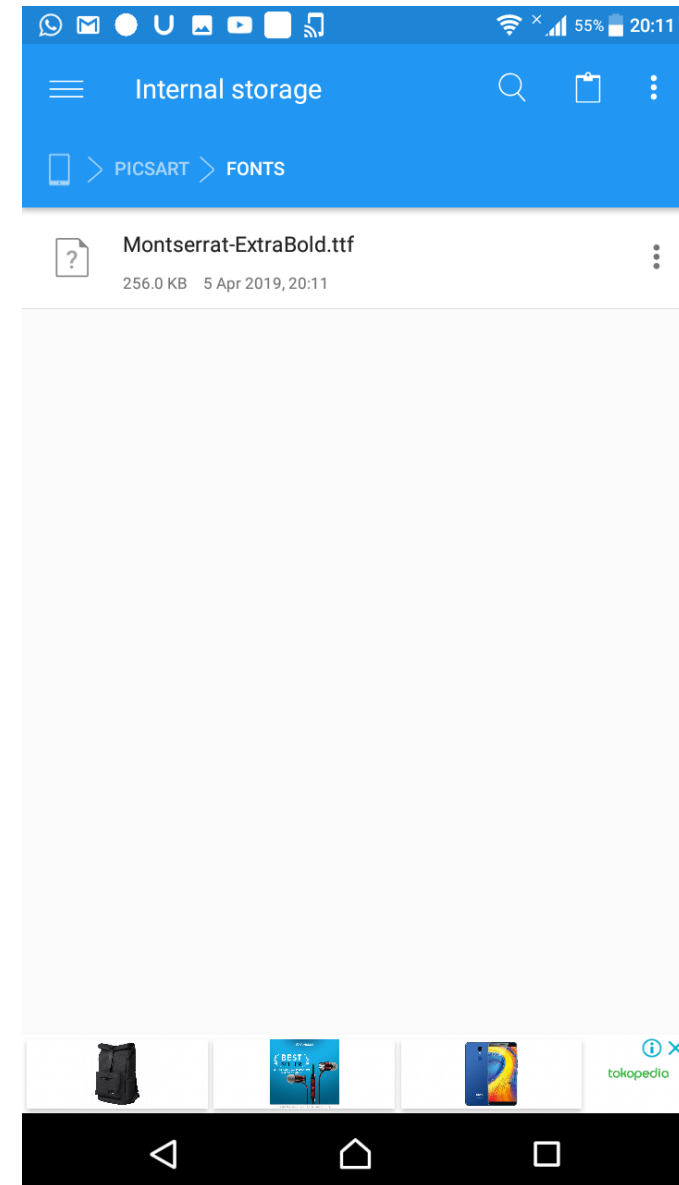 55% 20:11
Internal storage
PICSART FONTS
Montserrat-ExtraBold.ttf
256.0 KB 5 Apr 2019, 20:11
BEST
tokopedia